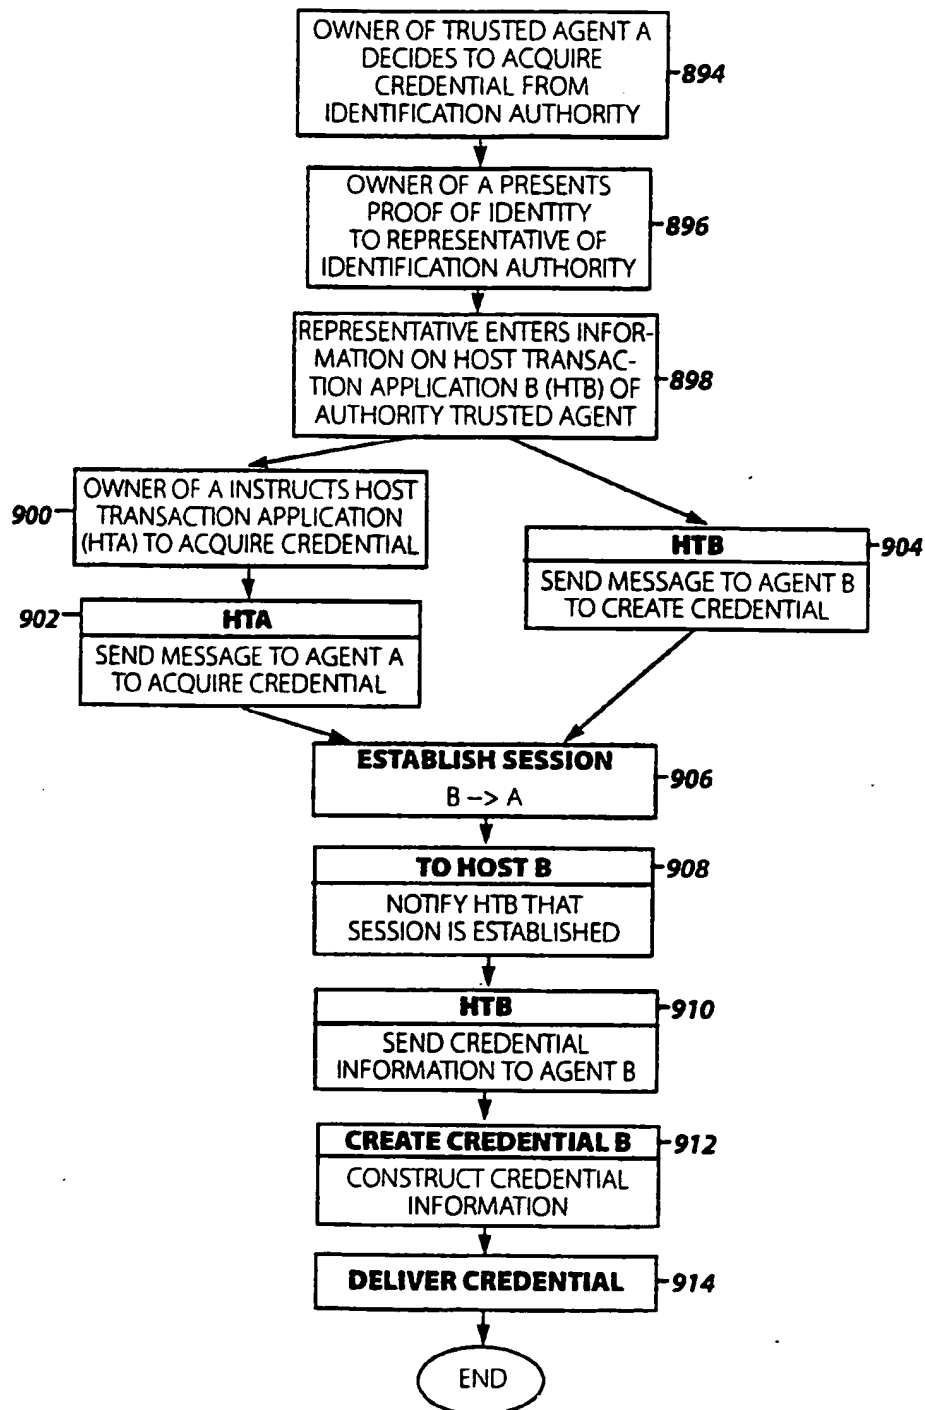 OWNER OF TRUSTED AGENT A
DECIDES TO ACQUIRE
CREDENTIAL FROM
IDENTIFICATION AUTHORITY
894
OWNER OF A PRESENTS
PROOF OF IDENTITY
TO REPRESENTATIVE OF
IDENTIFICATION AUTHORITY
896
REPRESENTATIVE ENTERS INFOR-
MATION ON HOST TRANSAC-
TION APPLICATION B (HTB) OF
AUTHORITY TRUSTED AGENT
898
900
OWNER OF A INSTRUCTS HOST
TRANSACTION APPLICATION
(HTA) TO ACQUIRE CREDENTIAL
HTB
904
SEND MESSAGE TO AGENT B
TO CREATE CREDENTIAL
902
HTA
SEND MESSAGE TO AGENT A
TO ACQUIRE CREDENTIAL
ESTABLISH SESSION
B –> A
906
TO HOST B
908
NOTIFY HTB THAT
SESSION IS ESTABLISHED
HTB
910
SEND CREDENTIAL
INFORMATION TO AGENT B
CREATE CREDENTIAL B
912
CONSTRUCT CREDENTIAL
INFORMATION
DELIVER CREDENTIAL
914
END